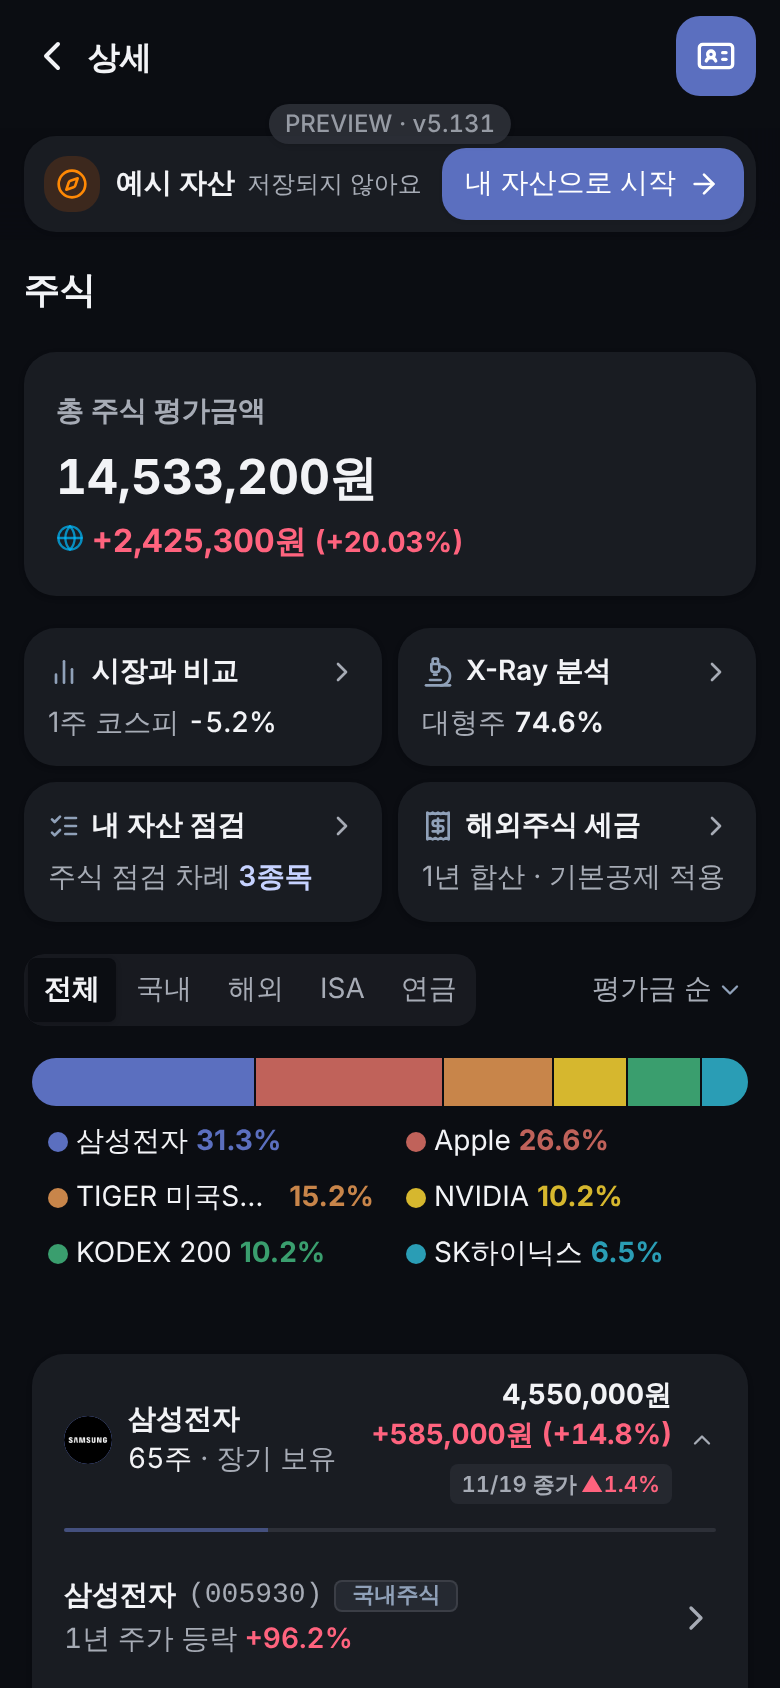 상세
PREVIEW · v5.131
예시 자산 저장되지 않아요 내 자산으로 시작
주식
총 주식 평가금액
14,533,200원
+2,425,300원 (+20.03%)
시장과 비교
1주 코스피 -5.2%
X-Ray 분석
대형주 74.6%
내 자산 점검
주식 점검 차례 3종목
해외주식 세금
1년 합산 · 기본공제 적용
전체 국내 해외 ISA 연금 평가금 순
삼성전자 31.3%
Apple 26.6%
TIGER 미국S... 15.2%
NVIDIA 10.2%
KODEX 200 10.2%
SK하이닉스 6.5%
SAMSUNG
삼성전자
65주 · 장기 보유
4,550,000원
+585,000원 (+14.8%)
11/19 종가 ▲1.4%
삼성전자 (005930) 국내주식
1년 주가 등락 +96.2%